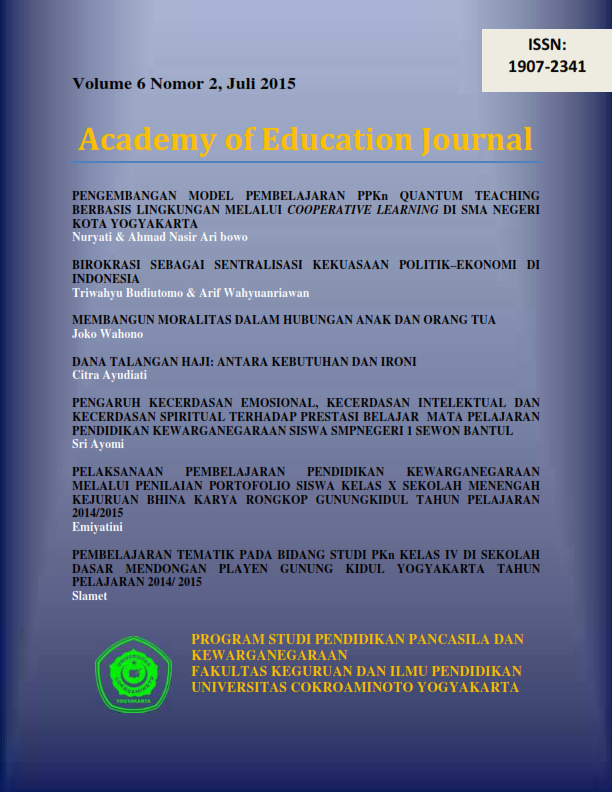 ISSN:
1907-2341
Volume 6 Nomor 2, Juli 2015
Academy of Education Journal
PENGEMBANGAN MODEL PEMBELAJARAN PPKn QUANTUM TEACHING
BERBASIS LINGKUNGAN MELALUI COOPERATIVE LEARNING DI SMA NEGERI
KOTA YOGYAKARTA
Nuryati & Ahmad Nasir Ari bowo
BIROKRASI SEBAGAI SENTRALISASI KEKUASAAN POLITIK–EKONOMI DI
INDONESIA
Triwahyu Budiutomo & Arif Wahyuanriawan
MEMBANGUN MORALITAS DALAM HUBUNGAN ANAK DAN ORANG TUA
Joko Wahono
DANA TALANGAN HAJI: ANTARA KEBUTUHAN DAN IRONI
Citra Ayudiati
PENGARUH KECERDASAN EMOSIONAL, KECERDASAN INTELEKTUAL DAN
KECERDASAN SPIRITUAL TERHADAP PRESTASI BELAJAR MATA PELAJARAN
PENDIDIKAN KEWARGANEGARAAN SISWA SMPNEGERI 1 SEWON BANTUL
Sri Ayomi
PELAKSANAAN PEMBELAJARAN PENDIDIKAN KEWARGANEGARAAN
MELALUI PENILAIAN PORTOFOLIO SISWA KELAS X SEKOLAH MENENGAH
KEJURUAN BHINA KARYA RONGKOP GUNUNGKIDUL TAHUN PELAJARAN
2014/2015
Emiyatini
PEMBELAJARAN TEMATIK PADA BIDANG STUDI PKn KELAS IV DI SEKOLAH
DASAR MENDONGAN PLAYEN GUNUNG KIDUL YOGYAKARTA TAHUN
PELAJARAN 2014/ 2015
Slamet
PROGRAM STUDI PENDIDIKAN PANCASILA DAN
KEWARGANEGARAAN
FAKULTAS KEGURUAN DAN ILMU PENDIDIKAN
UNIVERSITAS COKROAMINOTO YOGYAKARTA
UNIVERSITAS
COKROAMINOTO
YOGYAKARTA